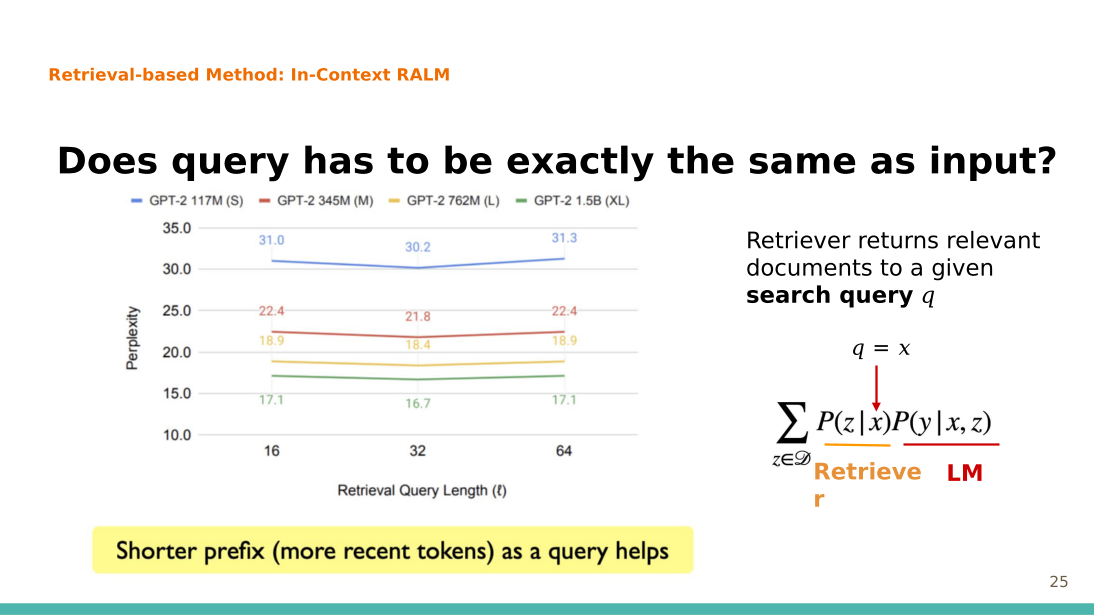 Retrieval-based Method: In-Context RALM
Does query has to be exactly the same as input?
GPT-2 117M (S) GPT-2 345M (M) GPT-2 762M (L) GPT-2 1.5B (XL)
Perplexity
35.0
30.0
25.0
20.0
15.0
10.0
31.0 30.2 31.3
22.4 21.8 22.4
18.9 18.4 18.9
17.1 16.7 17.1
16 32 64
Retrieval Query Length (ℓ)
Shorter prefix (more recent tokens) as a query helps
Retriever returns relevant
documents to a given
search query q
q = x
∑ P(z|x)P(y|x, z)
z∈𝒟
Retrieve
r
LM
25